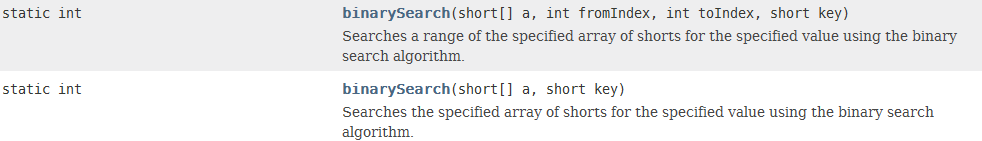 static int binarySearch(short[] a, int fromIndex, int toIndex, short key)
Searches a range of the specified array of shorts for the specified value using the binary
search algorithm.
static int binarySearch(short[] a, short key)
Searches the specified array of shorts for the specified value using the binary search
algorithm.